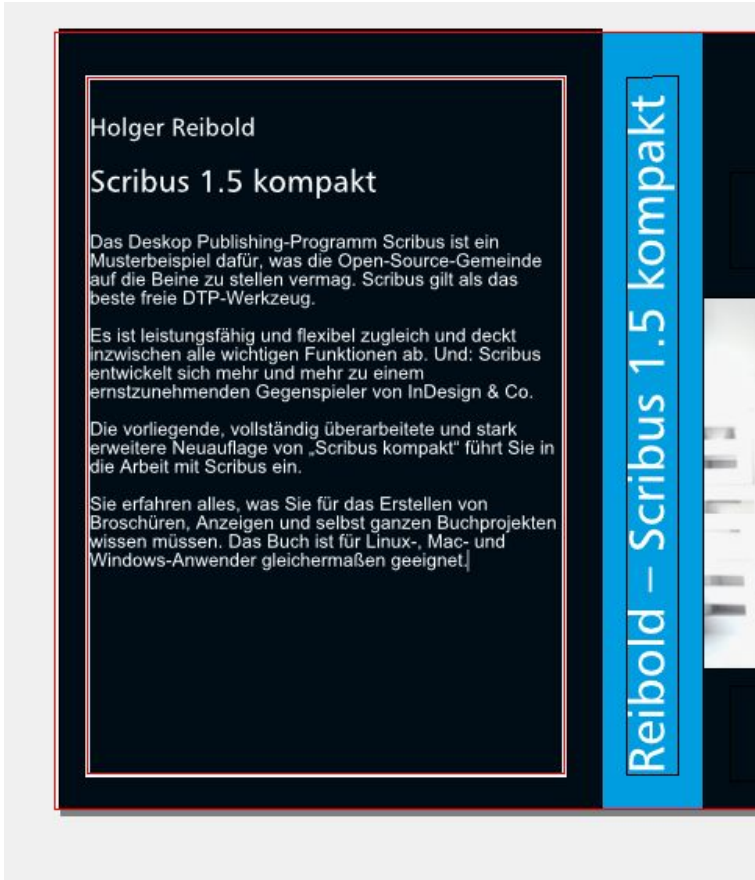 Holger Reibold
Scribus 1.5 kompakt
Das Deskop Publishing-Programm Scribus ist ein
Musterbeispiel dafür, was die Open-Source-Gemeinde
auf die Beine zu stellen vermag. Scribus gilt als das
beste freie DTP-Werkzeug.
Es ist leistungsfähig und flexibel zugleich und deckt
inzwischen alle wichtigen Funktionen ab. Und: Scribus
entwickelt sich mehr und mehr zu einem
ernstzunehmenden Gegenspieler von InDesign & Co.
Die vorliegende, vollständig überarbeitete und stark
erweitere Neuauflage von „Scribus kompakt“ führt Sie in
die Arbeit mit Scribus ein.
Sie erfahren alles, was Sie für das Erstellen von
Broschüren, Anzeigen und selbst ganzen Buchprojekten
wissen müssen. Das Buch ist für Linux-, Mac- und
Windows-Anwender gleichermaßen geeignet.
Reibold – Scribus 1.5 kompakt